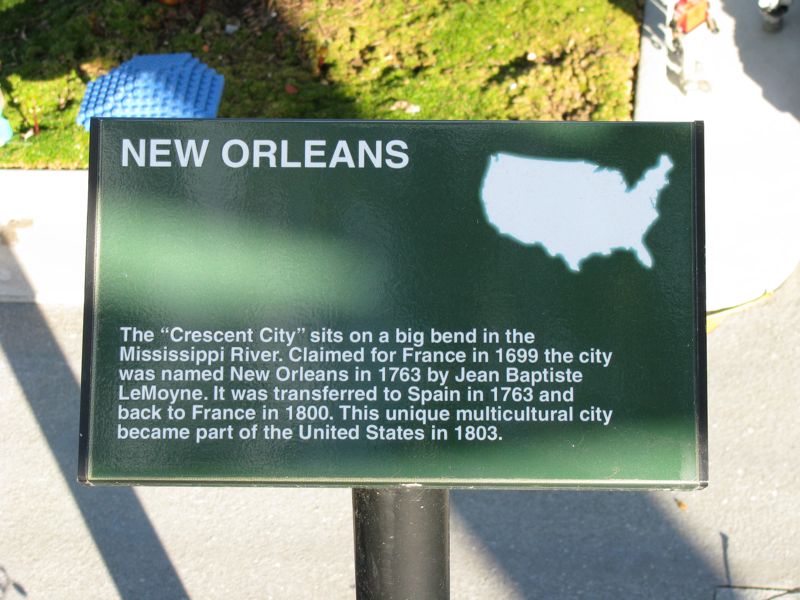 NEW ORLEANS
The “Crescent City” sits on a big bend in the
Mississippi River. Claimed for France in 1699 the city
was named New Orleans in 1763 by Jean Baptiste
LeMoyne. It was transferred to Spain in 1763 and
back to France in 1800. This unique multicultural city
became part of the United States in 1803.